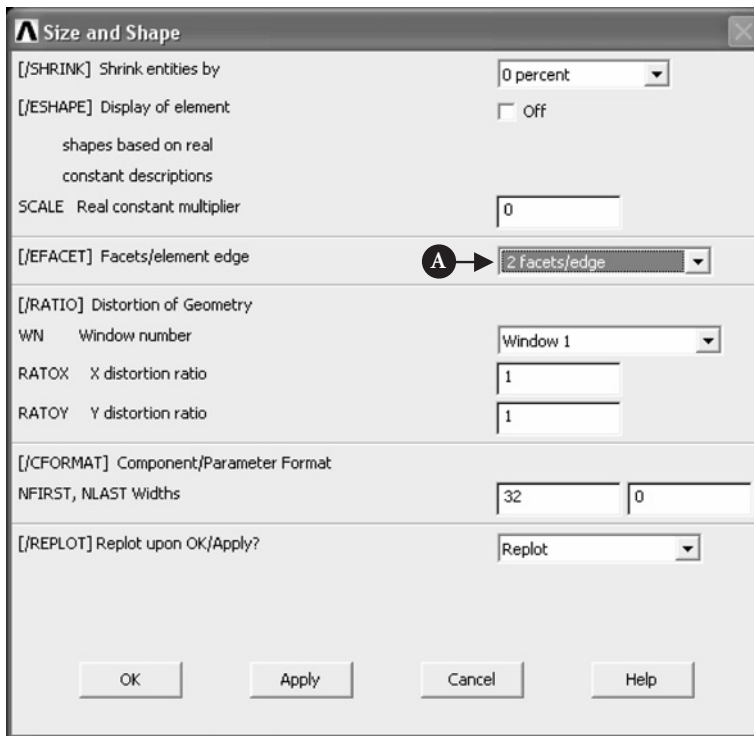 Size and Shape
[/SHRINK] Shrink entities by 0 percent
[/ESHAPE] Display of element Off
shapes based on real
constant descriptions
SCALE Real constant multiplier 0
[/EFACET] Facets/element edge A 2 facets/edge
[/RATIO] Distortion of Geometry
WN Window number Window 1
RATOX X distortion ratio 1
RATOY Y distortion ratio 1
[/CFORMAT] Component/Parameter Format
NFIRST, NLAST Widths 32 0
[/REPLOT] Replot upon OK/Apply? Replot
OK Apply Cancel Help